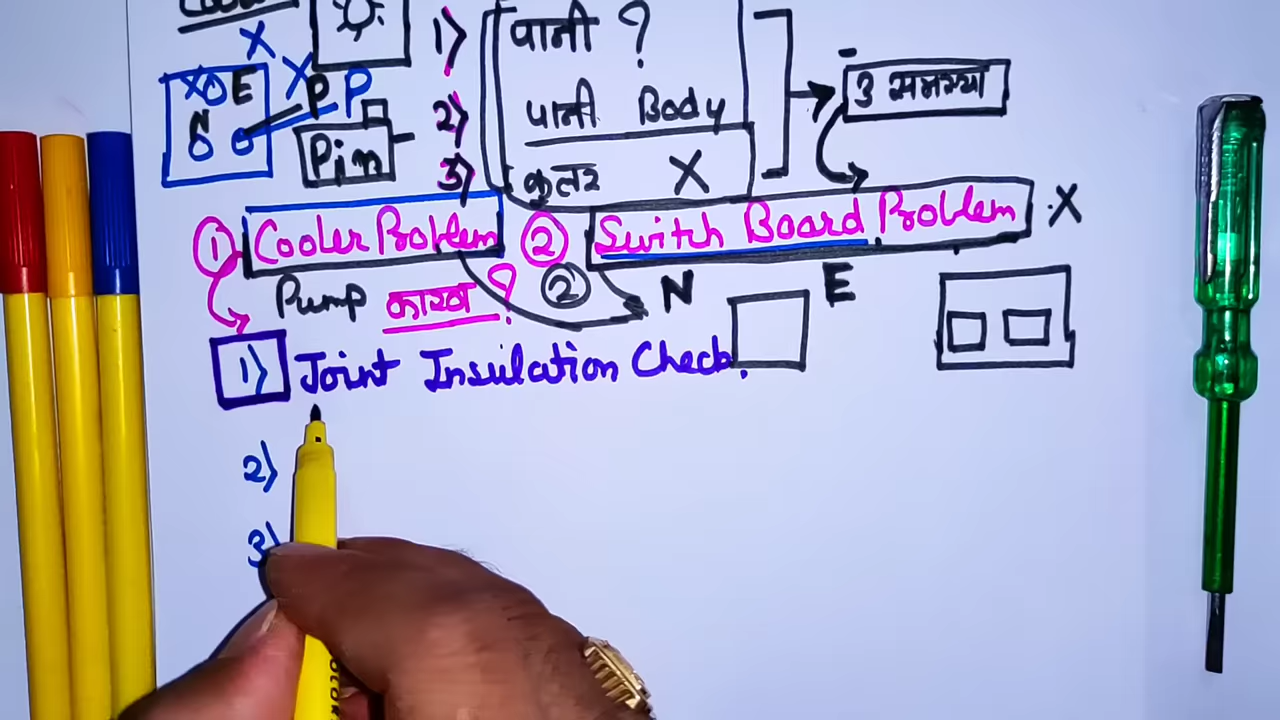 1) पानी ?
E P P
N
2) पानी Body
3 समस्या
Pin
3) कुलर X
① Cooler Problem ② Switch Board Problem X
Pump कारण ? ② N E
1) Joint Insulation Check.
2)
3)